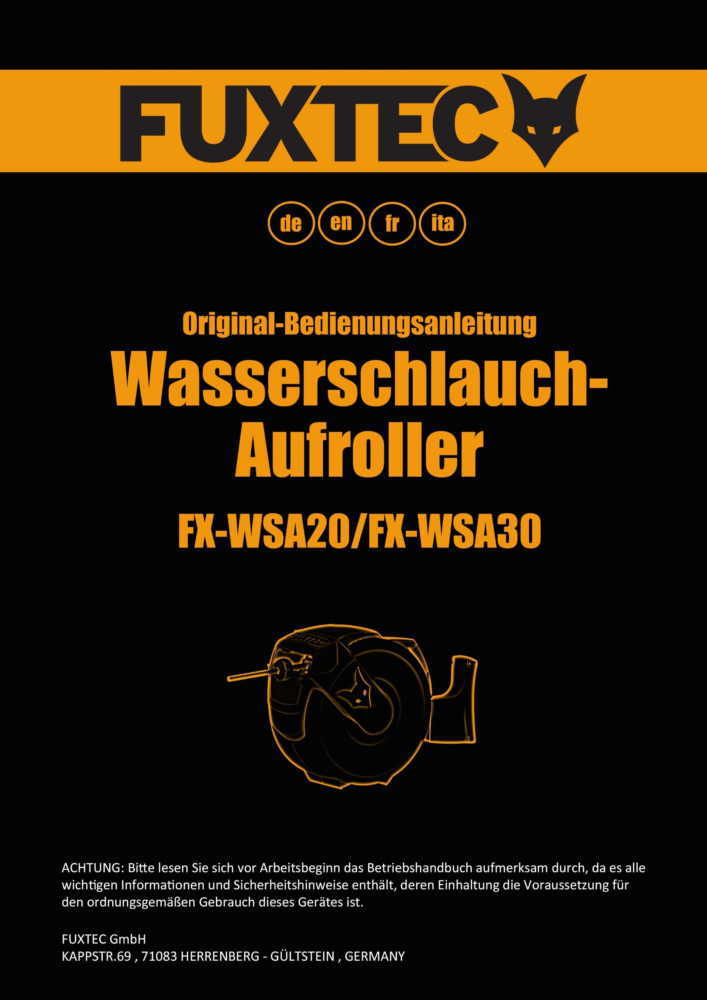 FUXTEC
de en fr ita
Original-Bedienungsanleitung
Wasserschlauch-
Aufroller
FX-WSA20/FX-WSA30
FUXTEC
ACHTUNG: Bitte lesen Sie sich vor Arbeitsbeginn das Betriebshandbuch aufmerksam durch, da es alle
wichtigen Informationen und Sicherheitshinweise enthält, deren Einhaltung die Voraussetzung für
den ordnungsgemäßen Gebrauch dieses Gerätes ist.
FUXTEC GmbH
KAPPSTR.69 , 71083 HERRENBERG - GÜLTSTEIN , GERMANY